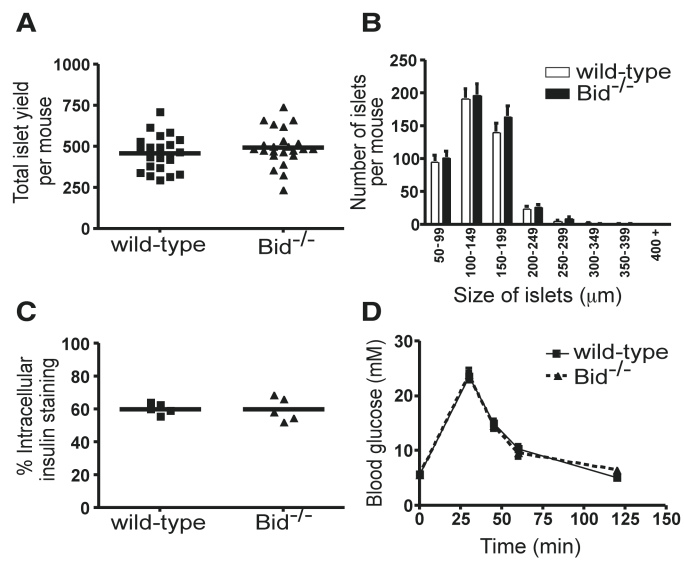 A
Total islet yield
per mouse
1000
750
500
250
0
wild-type
Bid-/-
B
Number of islets
per mouse
250
200
150
100
50
0
wild-type
Bid-/-
50-99
100-149
150-199
200-249
250-299
300-349
350-399
400 +
Size of islets (μm)
C
% Intracellular
insulin staining
100
80
60
40
20
0
wild-type
Bid-/-
D
Blood glucose (mM)
30
20
10
0
wild-type
Bid-/-
0
25
50
75
100
125
150
Time (min)